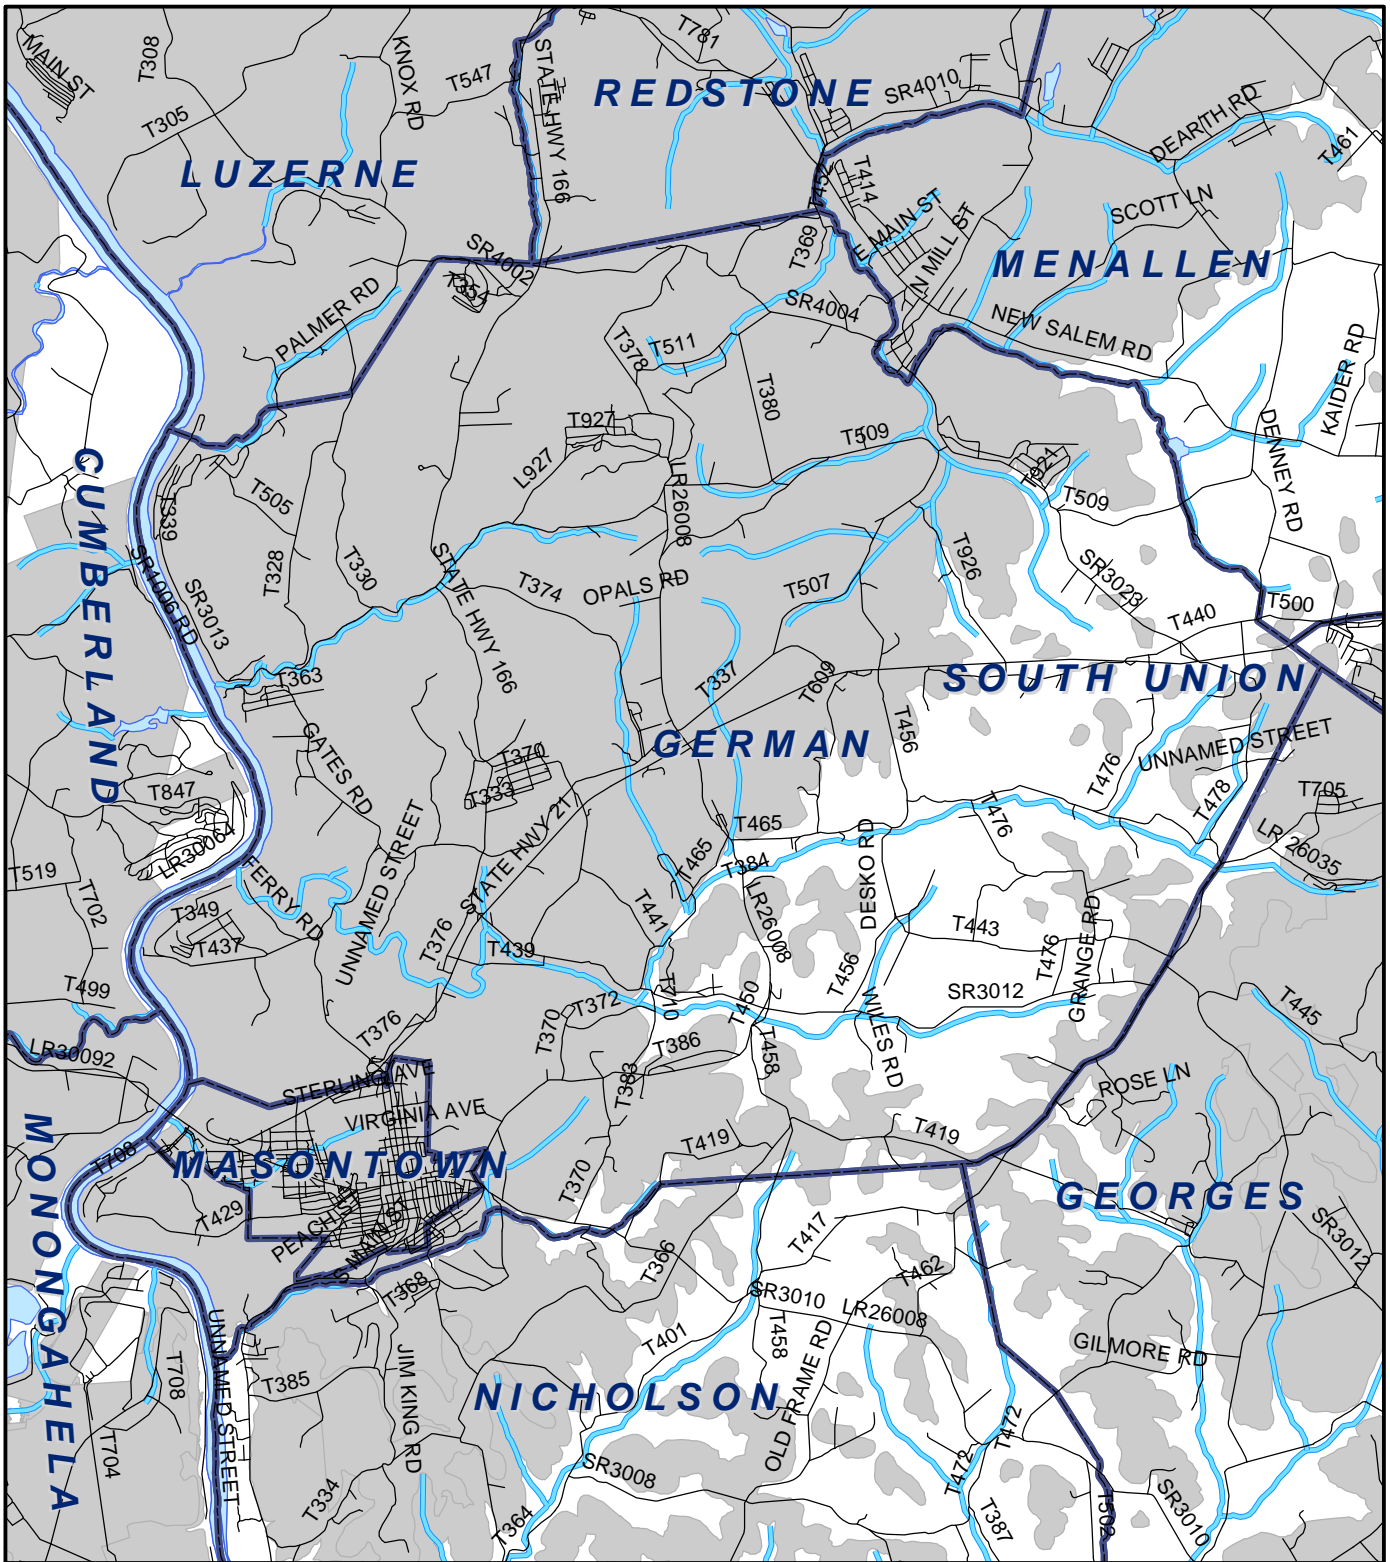 MAIN ST
T308
KNOX RD
T547
STATE HWY 166
T781
REDSTONE
SR4010
DEARTH RD
T461
T305
LUZERNE
T452
T414
E MAIN ST
SCOTT LN
T369
N MILL ST
MENALLEN
SR4002
T354
PALMER RD
SR4004
NEW SALEM RD
T378
T511
T380
KAIDER RD
T927
T509
DENNEY RD
CUMBERLAND
L927
LR26008
T921
T509
T505
T339
T328
T330
STATE HWY 166
SR1006 RD
SR3013
T374
OPALS RD
T507
T926
SR3023
T440
T500
T363
T337
T609
SOUTH UNION
GERMAN
T456
UNNAMED STREET
GATES RD
T370
T333
T476
T478
T705
T847
LR30064
UNNAMED STREET
STATE HWY 21
T465
T476
LR 26035
T519
T702
FERRY RD
T465
T384
DESKO RD
T349
T437
T376
T439
T441
LR26008
T443
GRANGE RD
T476
T456
T499
T710
T450
SR3012
WILES RD
T445
LR30092
T376
T370
T372
T386
T458
T383
STERLING AVE
VIRGINIA AVE
ROSE LN
MONONGAHELA
T708
MASONTOWN
T419
T419
T370
GEORGES
T429
PEACH ST
S MAIN ST
T417
T366
T462
SR3012
T368
SR3010
LR26008
UNNAMED STREET
T401
T458
OLD FRAME RD
GILMORE RD
JIM KING RD
T708
T385
NICHOLSON
T704
T472
T334
SR3008
T472
T364
T387
T502
SR3010